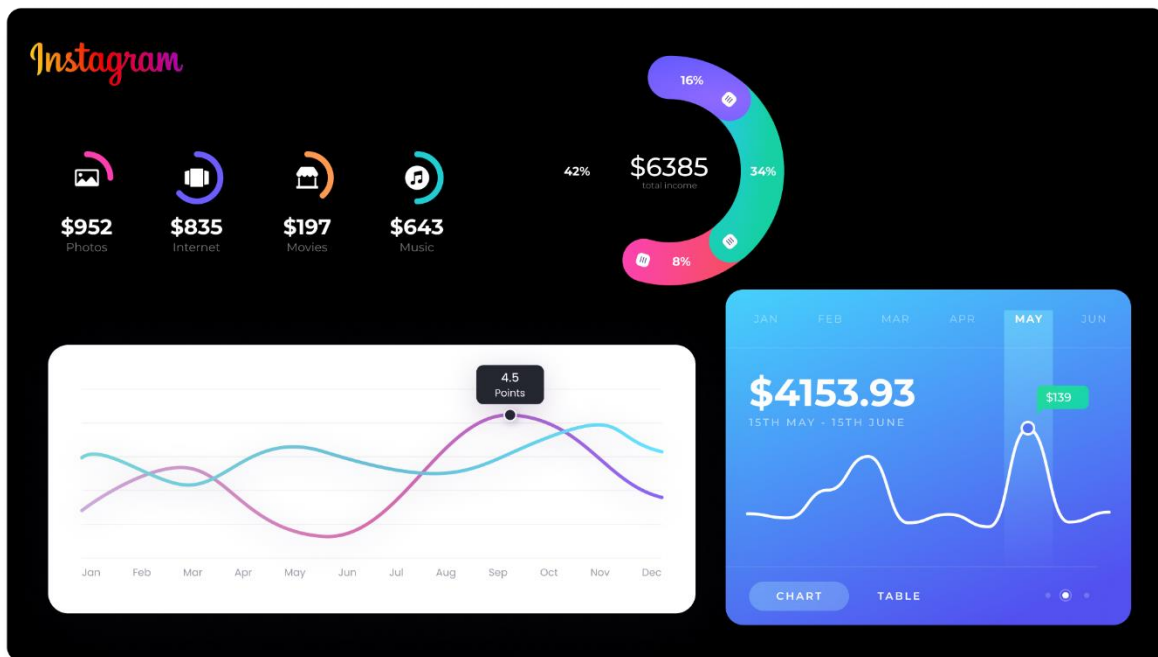 Instagram
$952
Photos
$835
Internet
$197
Movies
$643
Music
16%
42%
$6385
total income
34%
8%
4.5
Points
Jan Feb Mar Apr May Jun Jul Aug Sep Oct Nov Dec
JAN FEB MAR APR MAY JUN
$4153.93
$139
15TH MAY - 15TH JUNE
CHART TABLE